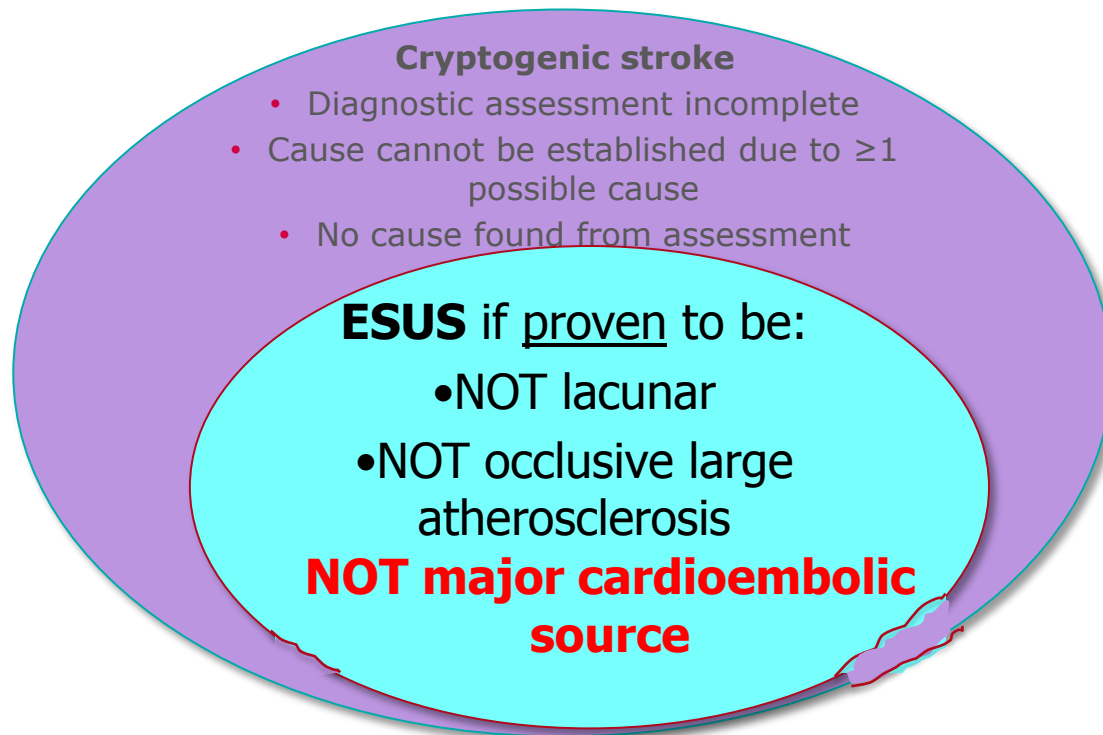 Cryptogenic stroke
• Diagnostic assessment incomplete
• Cause cannot be established due to ≥1
possible cause
• No cause found from assessment
ESUS if proven to be:
•NOT lacunar
•NOT occlusive large
atherosclerosis
NOT major cardioembolic
source